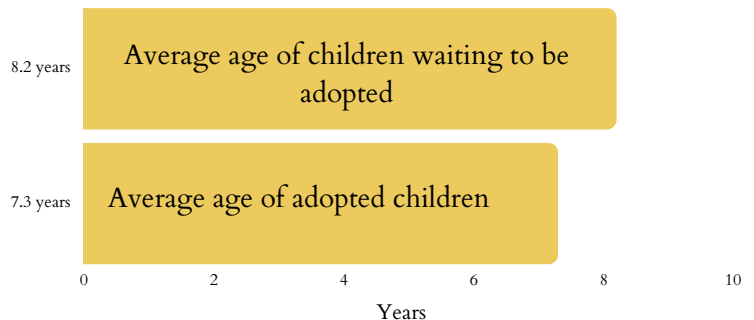 8.2 years
Average age of children waiting to be
adopted
7.3 years
Average age of adopted children
0 2 4 6 8 10
Years